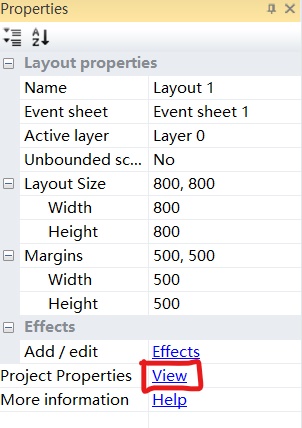 Properties
Layout properties
Name Layout 1
Event sheet Event sheet 1
Active layer Layer 0
Unbounded sc... No
Layout Size 800, 800
Width 800
Height 800
Margins 500, 500
Width 500
Height 500
Effects
Add / edit Effects
Project Properties View
More information Help